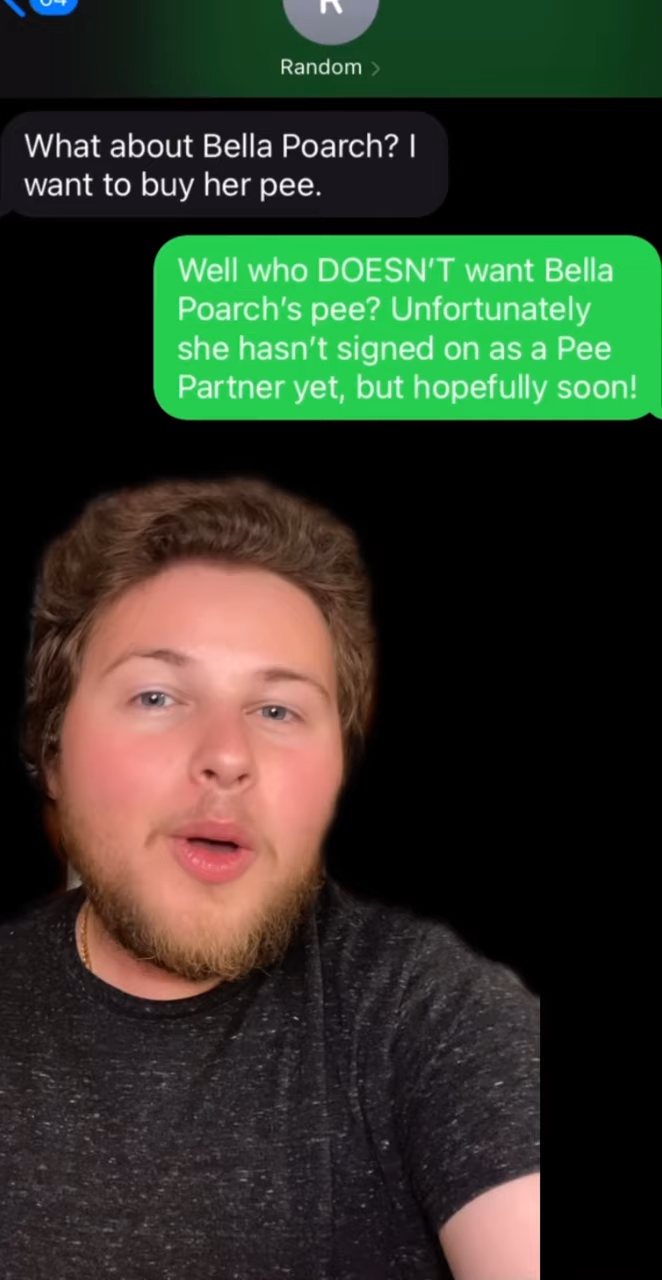 Random
What about Bella Poarch? I
want to buy her pee.
Well who DOESN’T want Bella
Poarch’s pee? Unfortunately
she hasn’t signed on as a Pee
Partner yet, but hopefully soon!